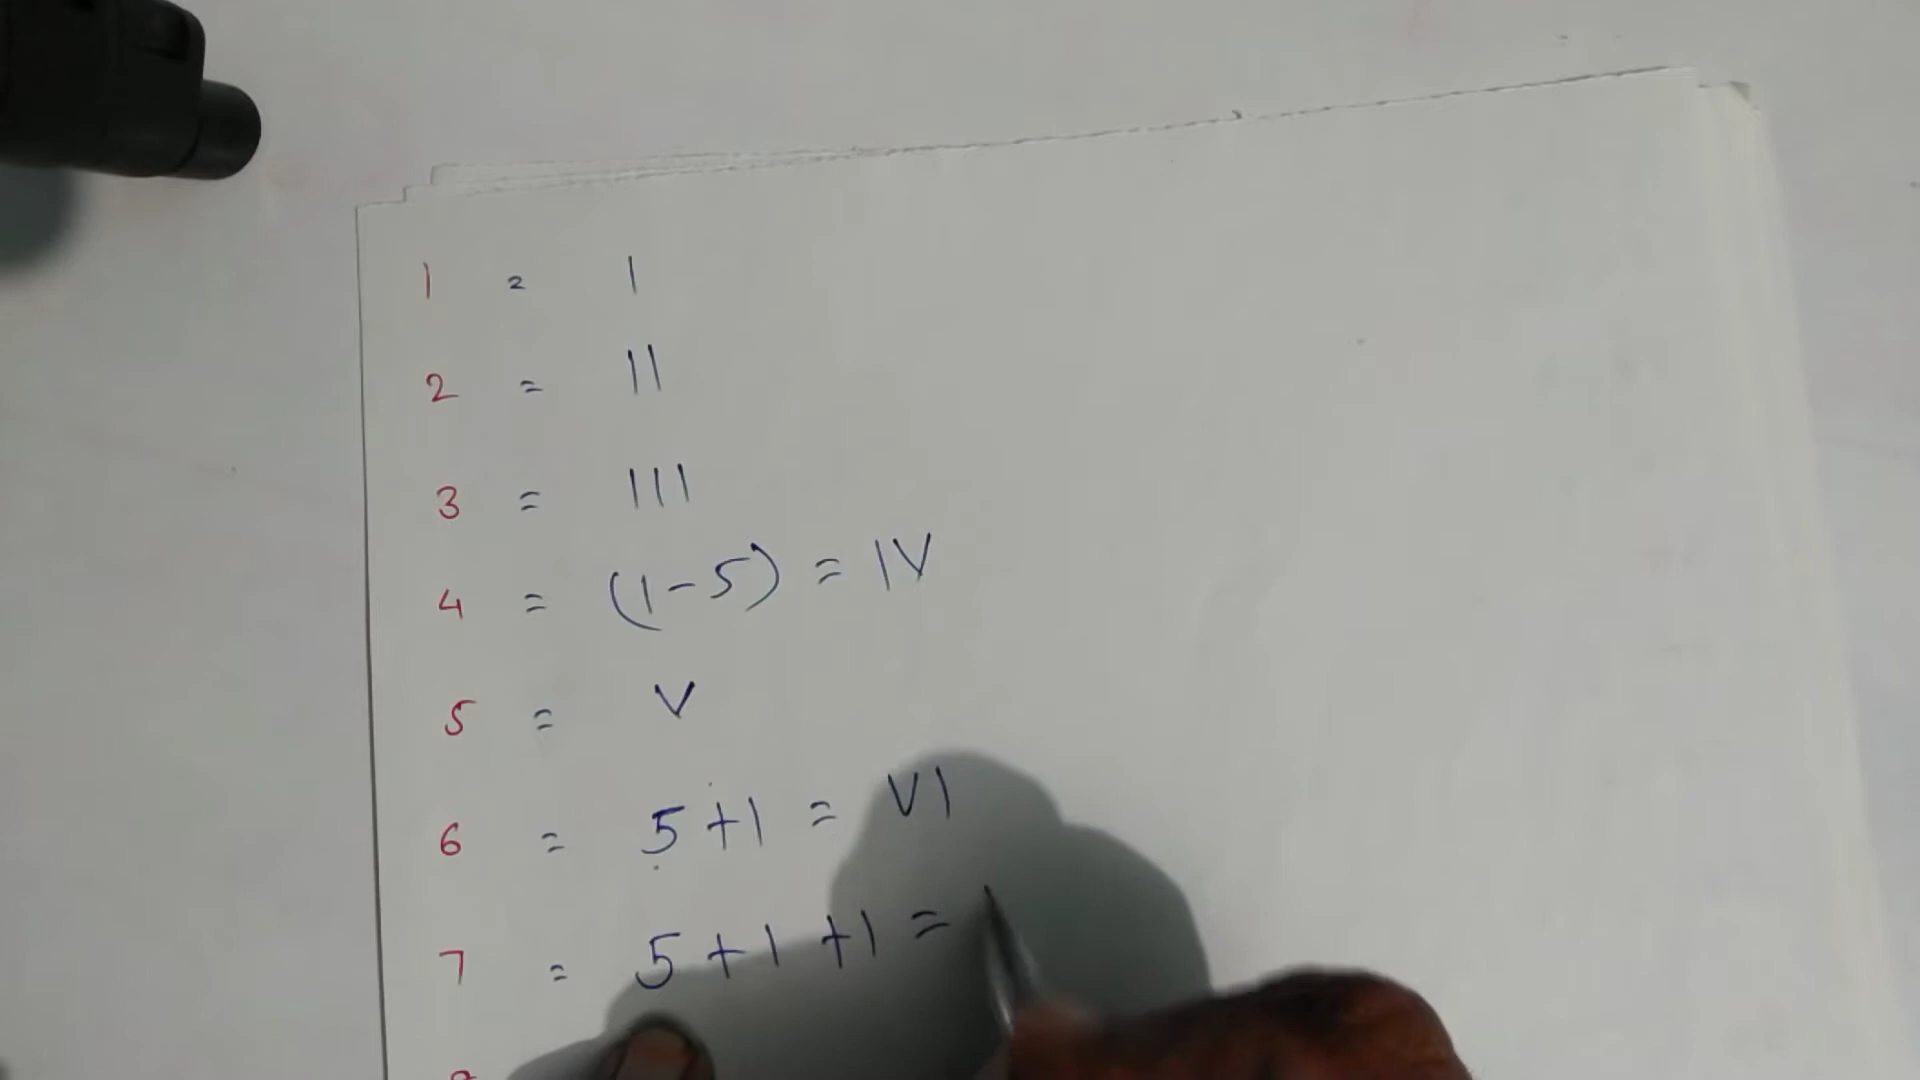 1 = I
2 = II
3 = III
4 = (1-5) = IV
5 = V
6 = 5+1 = VI
7 = 5+1+1 =